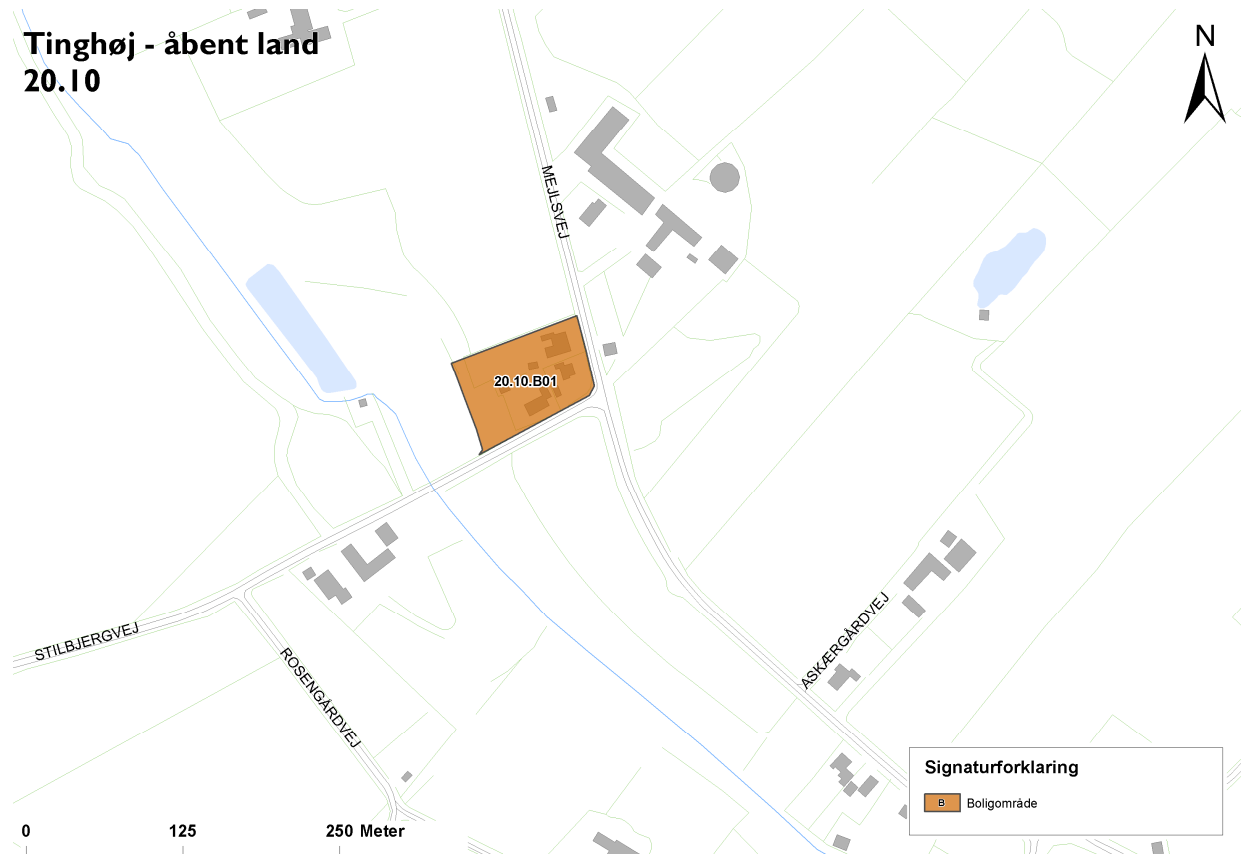 Tinghøj - åbent land
20.10
N
MEJLSVEJ
20.10.B01
STILBJERGVEJ
ROSENGÅRDVEJ
ASKÆRGÅRDVEJ
Signaturforklaring
B Boligområde
0 125 250 Meter